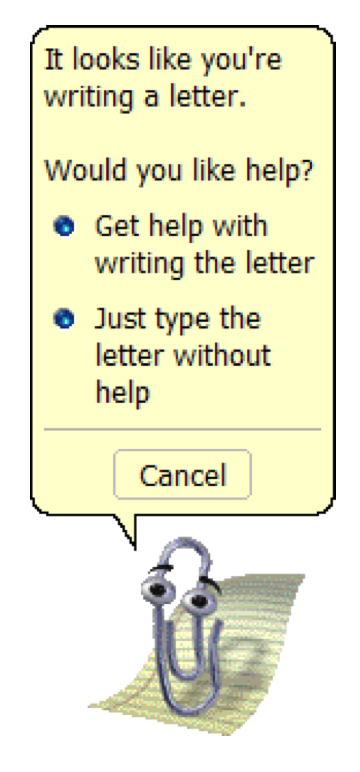 It looks like you're
writing a letter.
Would you like help?
Get help with
writing the letter
Just type the
letter without
help
Cancel